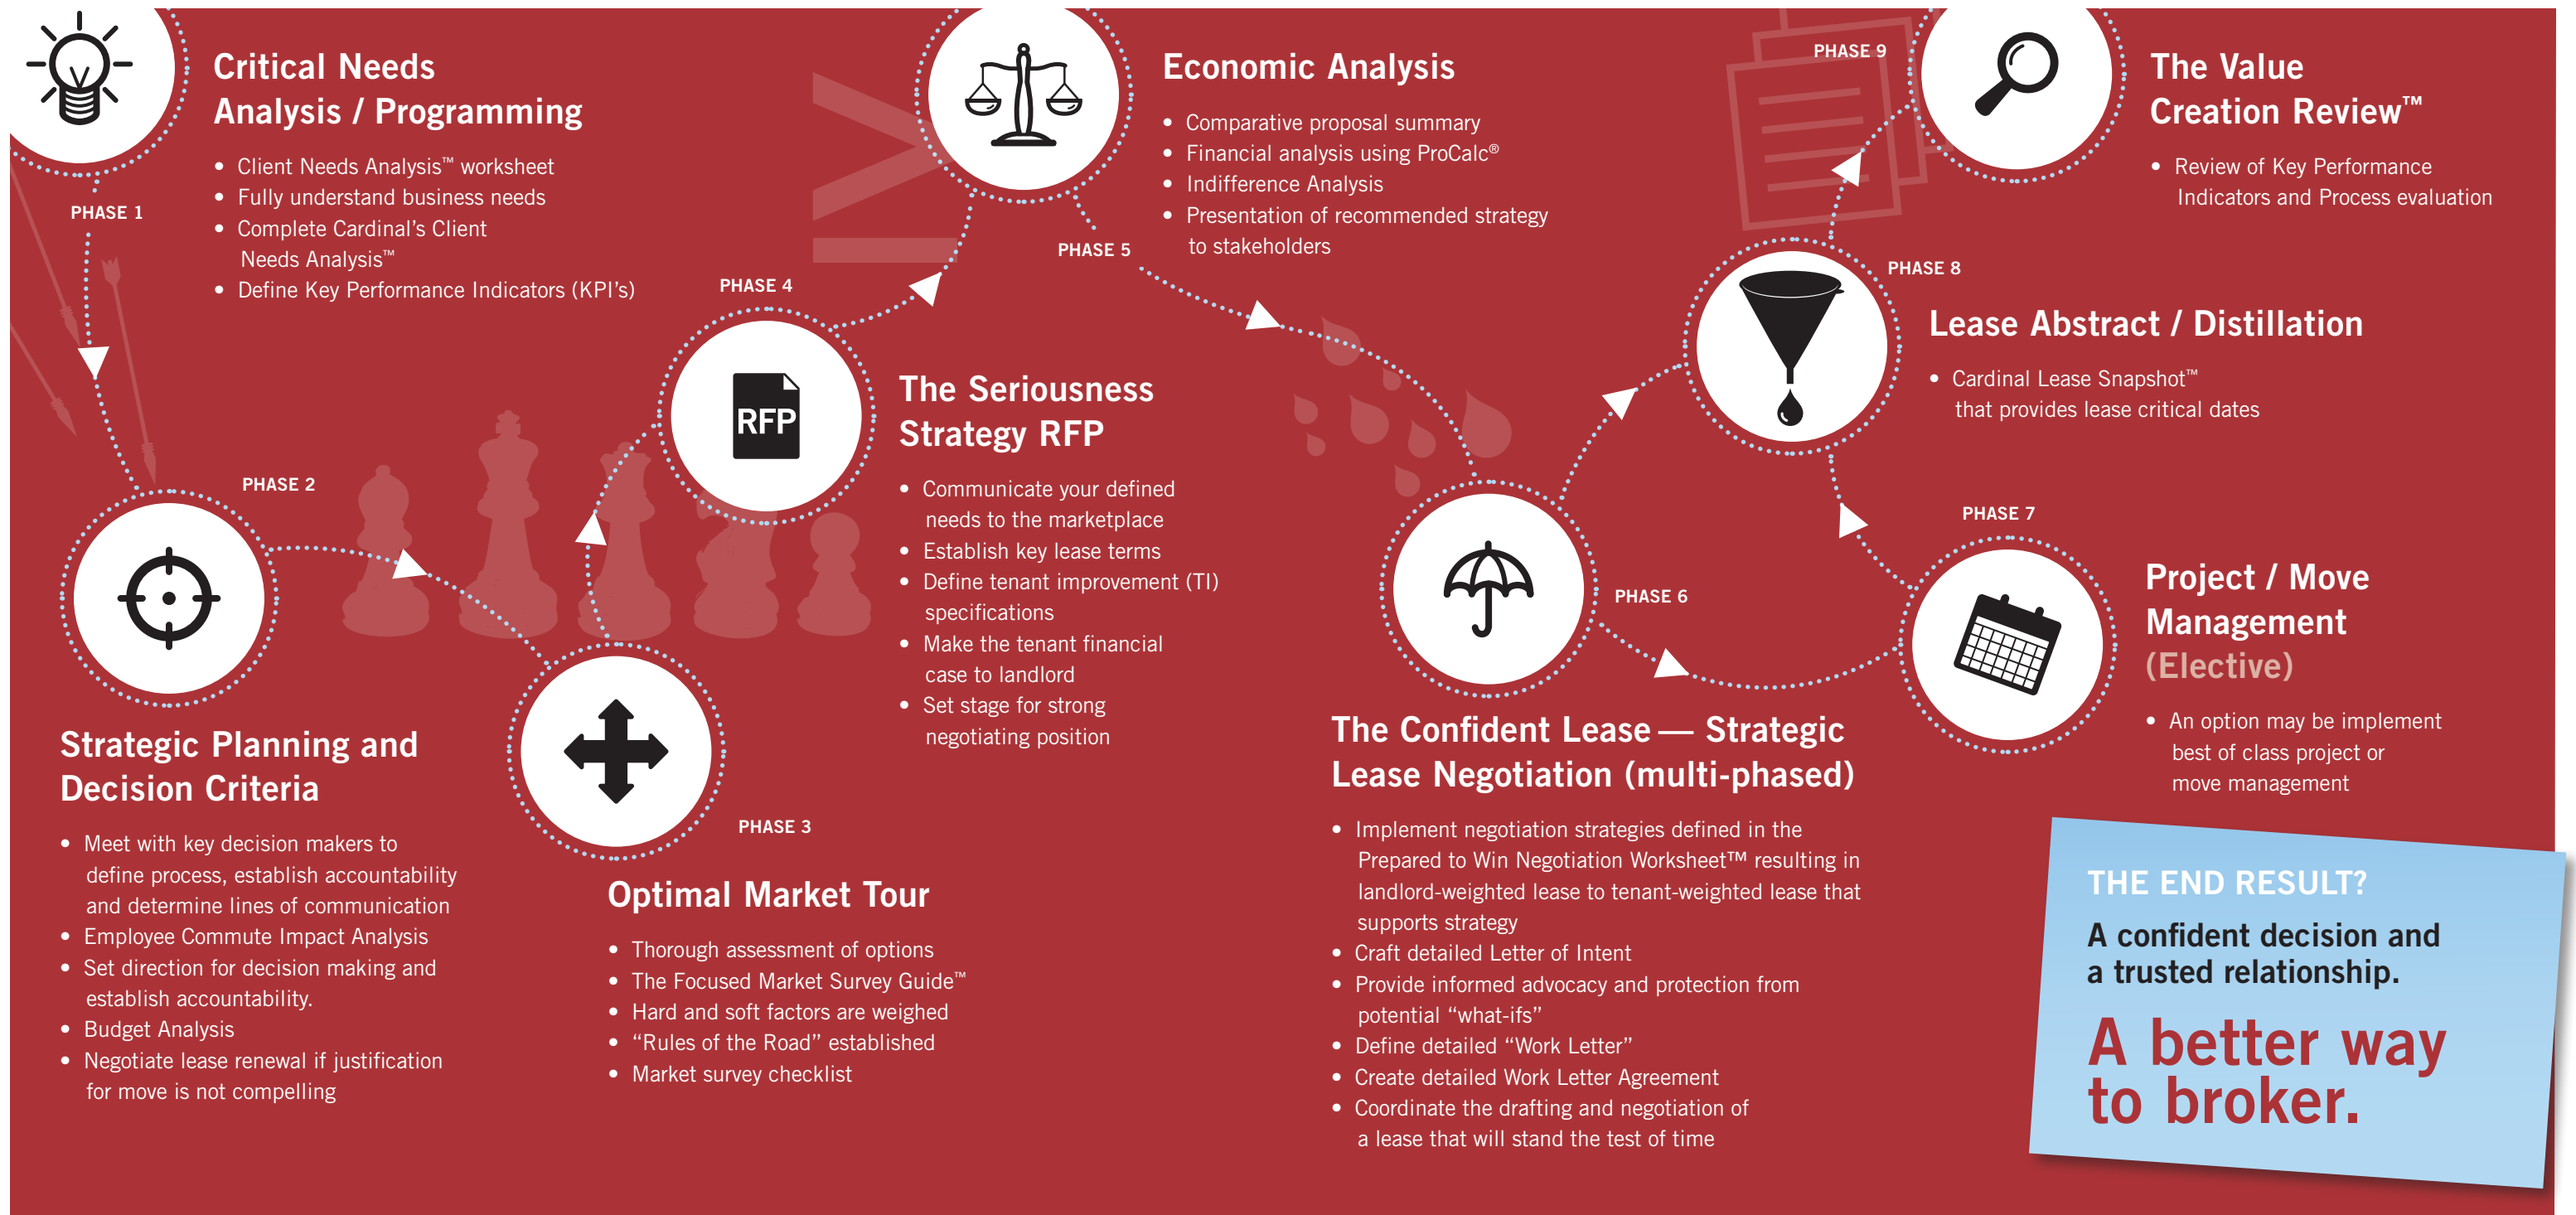 Critical Needs
Analysis / Programming
• Client Needs Analysis™ worksheet
• Fully understand business needs
• Complete Cardinal's Client
Needs Analysis™
• Define Key Performance Indicators (KPI's)
PHASE 1
PHASE 2
Strategic Planning and
Decision Criteria
• Meet with key decision makers to
define process, establish accountability
and determine lines of communication
• Employee Commute Impact Analysis
• Set direction for decision making and
establish accountability.
• Budget Analysis
• Negotiate lease renewal if justification
for move is not compelling
PHASE 3
Optimal Market Tour
• Thorough assessment of options
• The Focused Market Survey Guide™
• Hard and soft factors are weighed
• “Rules of the Road” established
• Market survey checklist
PHASE 4
RFP
The Seriousness
Strategy RFP
• Communicate your defined
needs to the marketplace
• Establish key lease terms
• Define tenant improvement (TI)
specifications
• Make the tenant financial
case to landlord
• Set stage for strong
negotiating position
PHASE 5
Economic Analysis
• Comparative proposal summary
• Financial analysis using ProCalc®
• Indifference Analysis
• Presentation of recommended strategy
to stakeholders
PHASE 6
The Confident Lease — Strategic
Lease Negotiation (multi-phased)
• Implement negotiation strategies defined in the
Prepared to Win Negotiation Worksheet™ resulting in
landlord-weighted lease to tenant-weighted lease that
supports strategy
• Craft detailed Letter of Intent
• Provide informed advocacy and protection from
potential “what-ifs”
• Define detailed “Work Letter”
• Create detailed Work Letter Agreement
• Coordinate the drafting and negotiation of
a lease that will stand the test of time
PHASE 7
Project / Move
Management
(Elective)
• An option may be implement
best of class project or
move management
PHASE 8
Lease Abstract / Distillation
• Cardinal Lease Snapshot™
that provides lease critical dates
PHASE 9
The Value
Creation Review™
• Review of Key Performance
Indicators and Process evaluation
THE END RESULT?
A confident decision and
a trusted relationship.
A better way
to broker.